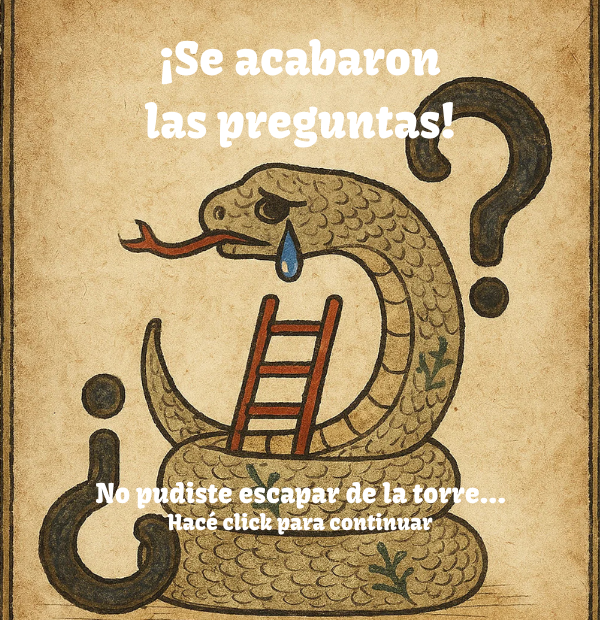 ¡Se acabaron
las preguntas!
No pudiste escapar de la torre...
Hacé click para continuar